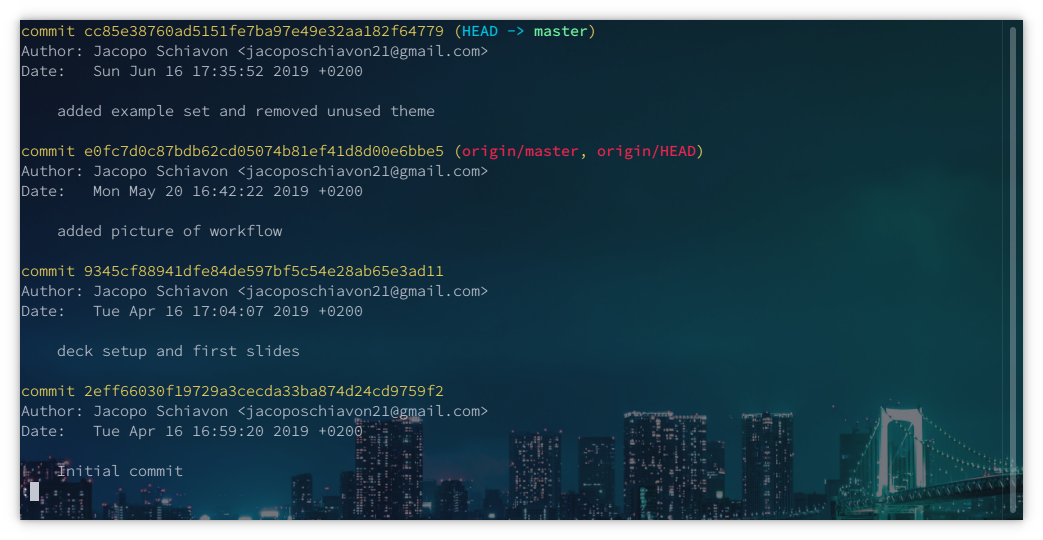 commit cc85e38760ad5151fe7ba97e49e32aa182f64779 (HEAD -> master)
Author: Jacopo Schiavon <jacoposchiavon21@gmail.com>
Date:   Sun Jun 16 17:35:52 2019 +0200
    added example set and removed unused theme
commit e0fc7d0c87bdb62cd05074b81ef41d8d00e6bbe5 (origin/master, origin/HEAD)
Author: Jacopo Schiavon <jacoposchiavon21@gmail.com>
Date:   Mon May 20 16:42:22 2019 +0200
    added picture of workflow
commit 9345cf88941dfe84de597bf5c54e28ab65e3ad11
Author: Jacopo Schiavon <jacoposchiavon21@gmail.com>
Date:   Tue Apr 16 17:04:07 2019 +0200
    deck setup and first slides
commit 2eff66030f19729a3cecda33ba874d24cd9759f2
Author: Jacopo Schiavon <jacoposchiavon21@gmail.com>
Date:   Tue Apr 16 16:59:20 2019 +0200
    Initial commit